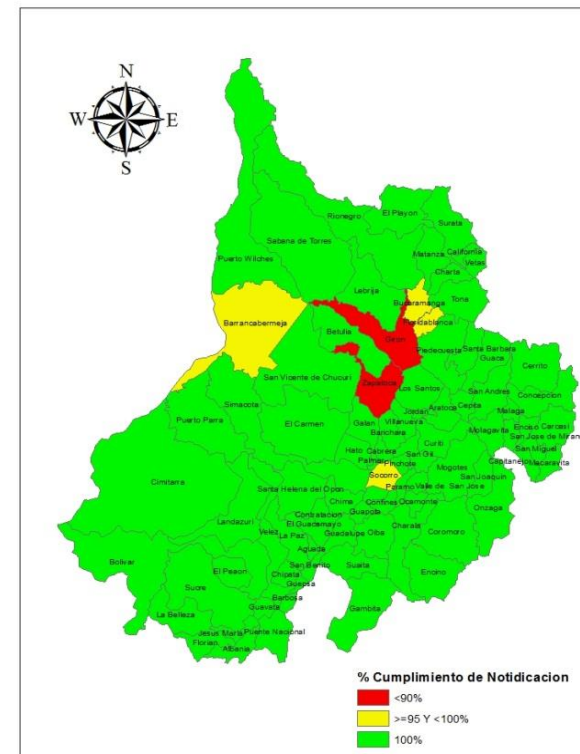 N
W E
S
El Playon
Rionegro
Surata
Sabana de Torres
Matanza
California
Vetas
Puerto Wilches
Charta
Lebrija
Tona
Bucaramanga
Barrancabermeja
Floridablanca
Betulia
Giron
Piedecuesta
Santa Barbara
Guaca
Cerrito
San Vicente de Chucuri
Zapatoca
Los Santos
San Andres
Concepcion
Simacota
Jordan
Aratoca
Cepita
Malaga
Puerto Parra
El Carmen
Galan
Villanueva
Molagavita
Enciso
Carcasi
Barichara
San Jose de Miran
Curiti
San Miguel
Hato
Cabrera
San Gil
Mogotes
Capitanejo
Macaravita
Palmar
Pinchote
San Joaquin
Cimitarra
Socorro
Santa Helena del Opon
Paramo
Valle de San Jose
Onzaga
Chima
Confines
Ocamonte
Contratacion
Guapota
Landazuri
El Guacamayo
Charala
Velez
La Paz
Guadalupe
Oiba
Coromoro
Aguada
Bolivar
San Benito
Suaita
Encino
El Peñon
Chipata
Sucre
Guepsa
Barbosa
Guavata
Gambita
La Belleza
Jesus Maria
Puente Nacional
Florian
Albania
% Cumplimiento de Notidicacion
<90%
>=95 Y <100%
100%